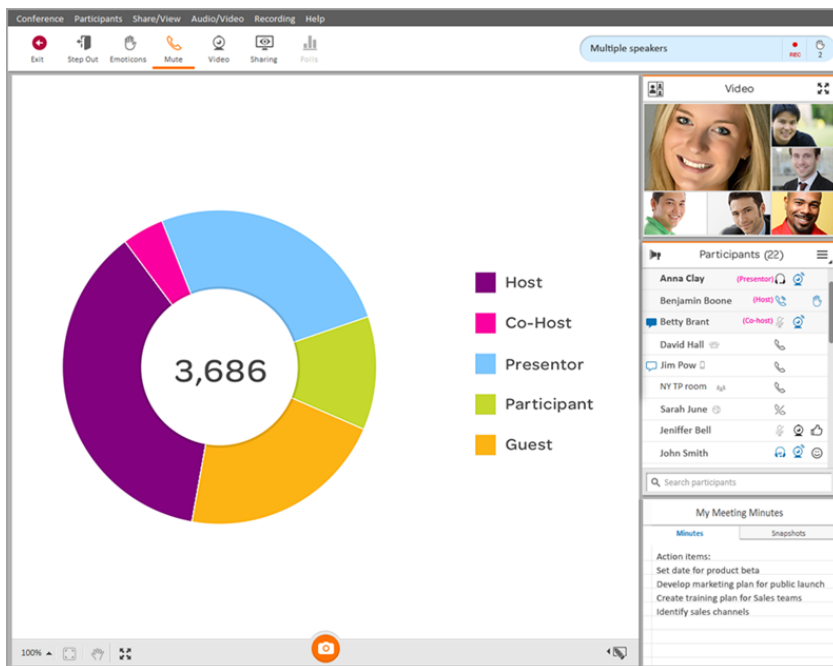 Conference Participants Share/View Audio/Video Recording Help
Exit Step Out Emoticons Mute Video Sharing Polls
Multiple speakers
REC 2
Video
3,686
Host
Co-Host
Presentor
Participant
Guest
Participants (22)
Anna Clay (Presentor)
Benjamin Boone (Host)
Betty Brant (Co-host)
David Hall
Jim Pow
NY TP room
Sarah June
Jeniffer Bell
John Smith
Search participants
My Meeting Minutes
Minutes Snapshots
Action items:
Set date for product beta
Develop marketing plan for public launch
Create training plan for Sales teams
Identify sales channels
100%